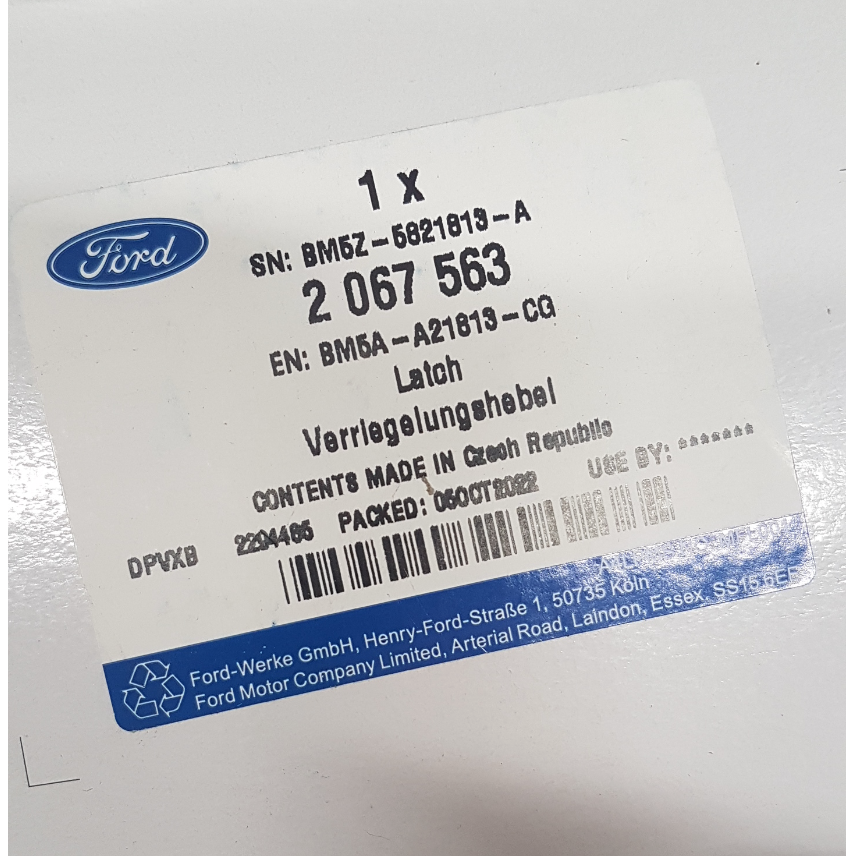 1 x
Ford
SN: BM5Z-5821813-A
2 067 563
EN: BM5A-A21813-CG
Latch
Verriegelungshebel
CONTENTS MADE IN Czech Republic
DPVXB 2204465 PACKED: 05OCT2022 USE BY: *******
Ford-Werke GmbH, Henry-Ford-Straße 1, 50735 Köln
Ford Motor Company Limited, Arterial Road, Laindon, Essex, SS15 6EF